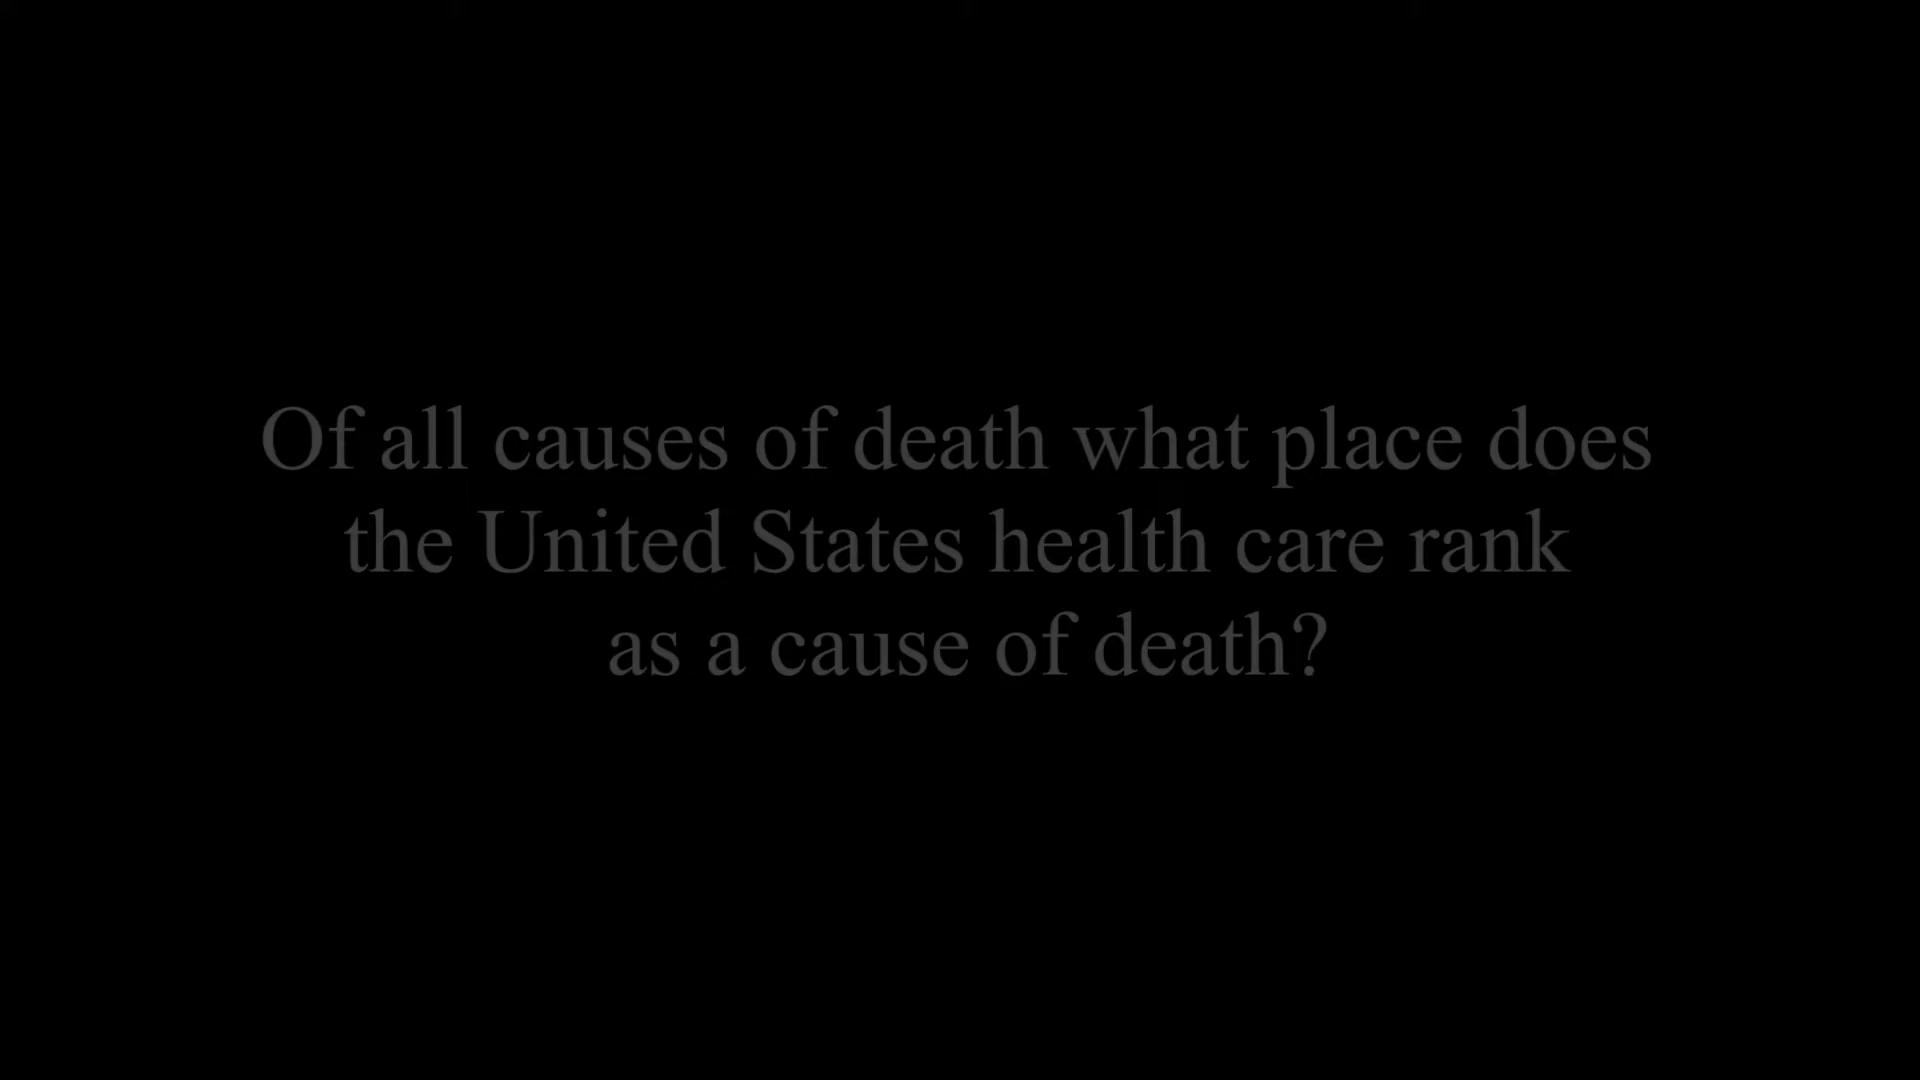 Of all causes of death what place does
the United States health care rank
as a cause of death?